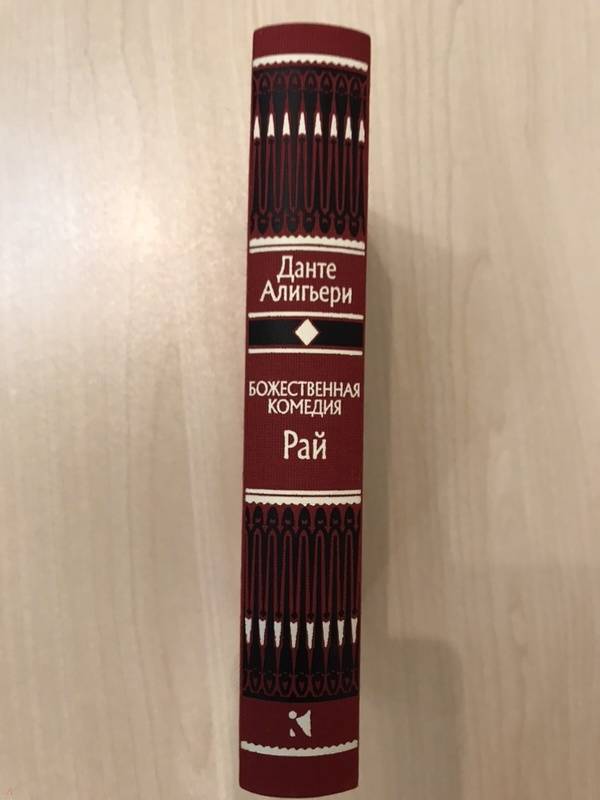 Данте
Алигьери
БОЖЕСТВЕННАЯ
КОМЕДИЯ
Рай